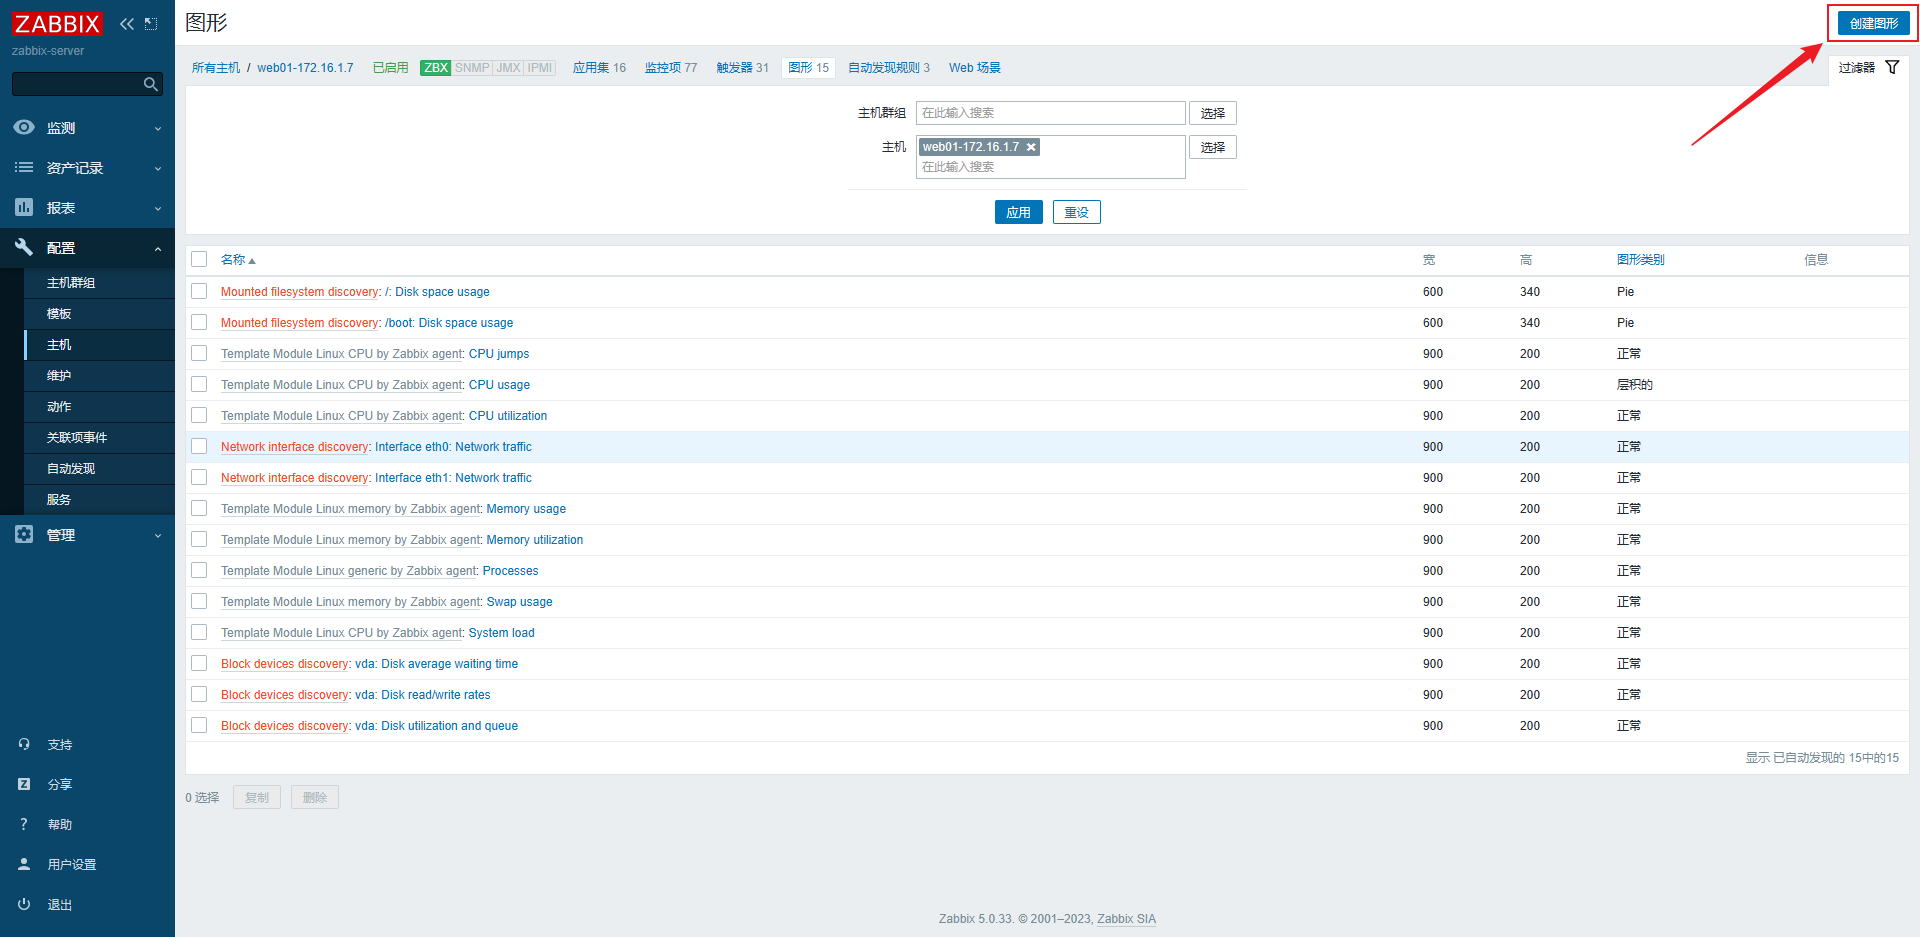 ZABBIX
zabbix-server
监测
资产记录
报表
配置
主机群组
模板
主机
维护
动作
关联项事件
自动发现
服务
管理
支持
Z 分享
? 帮助
用户设置
退出
图形
创建图形
所有主机 / web01-172.16.1.7 已启用 ZBX SNMP JMX IPMI 应用集 16 监控项 77 触发器 31 图形 15 自动发现规则 3 Web 场景
过滤器
主机群组 在此输入搜索 选择
主机 web01-172.16.1.7 选择
在此输入搜索
应用 重设
名称 宽 高 图形类别 信息
Mounted filesystem discovery: /: Disk space usage 600 340 Pie
Mounted filesystem discovery: /boot: Disk space usage 600 340 Pie
Template Module Linux CPU by Zabbix agent: CPU jumps 900 200 正常
Template Module Linux CPU by Zabbix agent: CPU usage 900 200 层积的
Template Module Linux CPU by Zabbix agent: CPU utilization 900 200 正常
Network interface discovery: Interface eth0: Network traffic 900 200 正常
Network interface discovery: Interface eth1: Network traffic 900 200 正常
Template Module Linux memory by Zabbix agent: Memory usage 900 200 正常
Template Module Linux memory by Zabbix agent: Memory utilization 900 200 正常
Template Module Linux generic by Zabbix agent: Processes 900 200 正常
Template Module Linux memory by Zabbix agent: Swap usage 900 200 正常
Template Module Linux CPU by Zabbix agent: System load 900 200 正常
Block devices discovery: vda: Disk average waiting time 900 200 正常
Block devices discovery: vda: Disk read/write rates 900 200 正常
Block devices discovery: vda: Disk utilization and queue 900 200 正常
显示 已自动发现的 15中的15
0 选择 复制 删除
Zabbix 5.0.33. © 2001–2023, Zabbix SIA